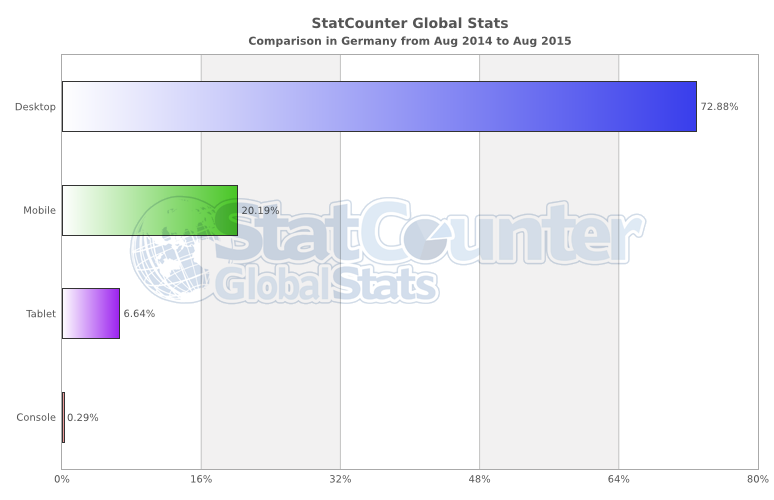 StatCounter Global Stats
Comparison in Germany from Aug 2014 to Aug 2015
Desktop
72.88%
Mobile
20.19%
StatCounter
GlobalStats
Tablet
6.64%
Console
0.29%
0% 16% 32% 48% 64% 80%